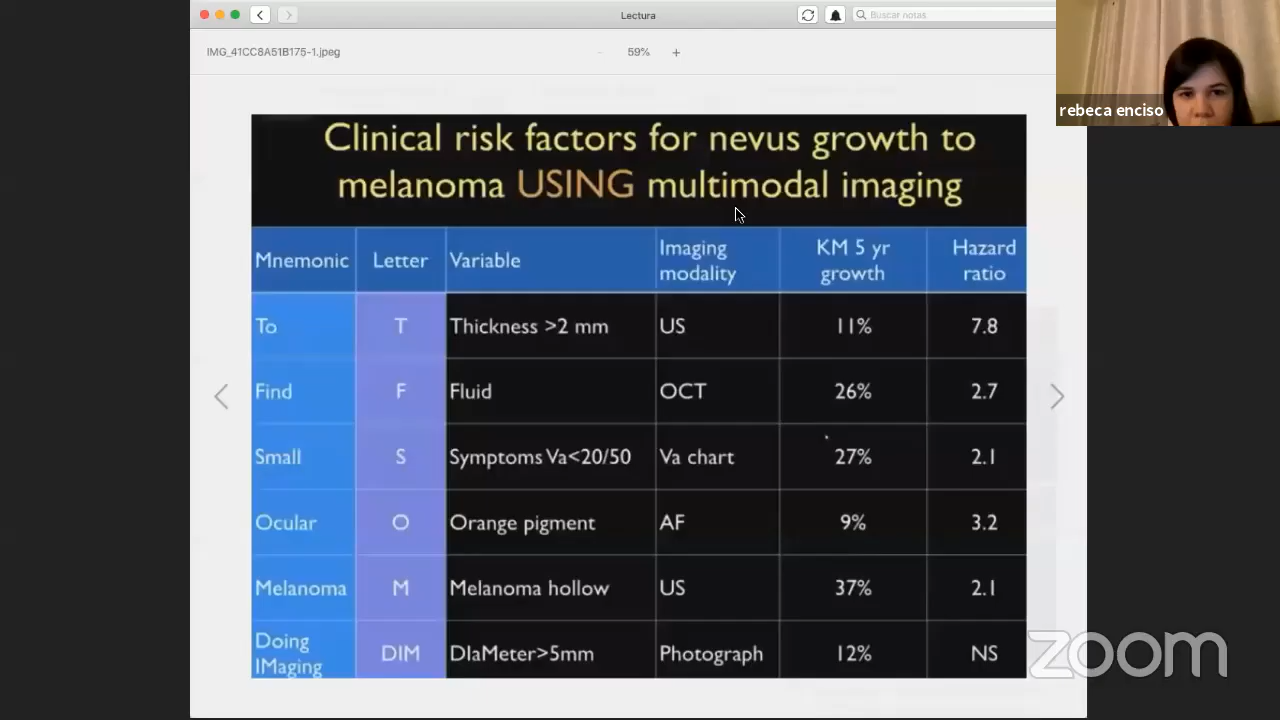 Lectura
Buscar notas
IMG_41CC8A51B175-1.jpeg
59%
rebeca enciso
Clinical risk factors for nevus growth to
melanoma USING multimodal imaging
Mnemonic Letter Variable Imaging modality KM 5 yr growth Hazard ratio
To T Thickness >2 mm US 11% 7.8
Find F Fluid OCT 26% 2.7
Small S Symptoms Va<20/50 Va chart 27% 2.1
Ocular O Orange pigment AF 9% 3.2
Melanoma M Melanoma hollow US 37% 2.1
Doing IMaging DIM DIaMeter>5mm Photograph 12% NS
zoom